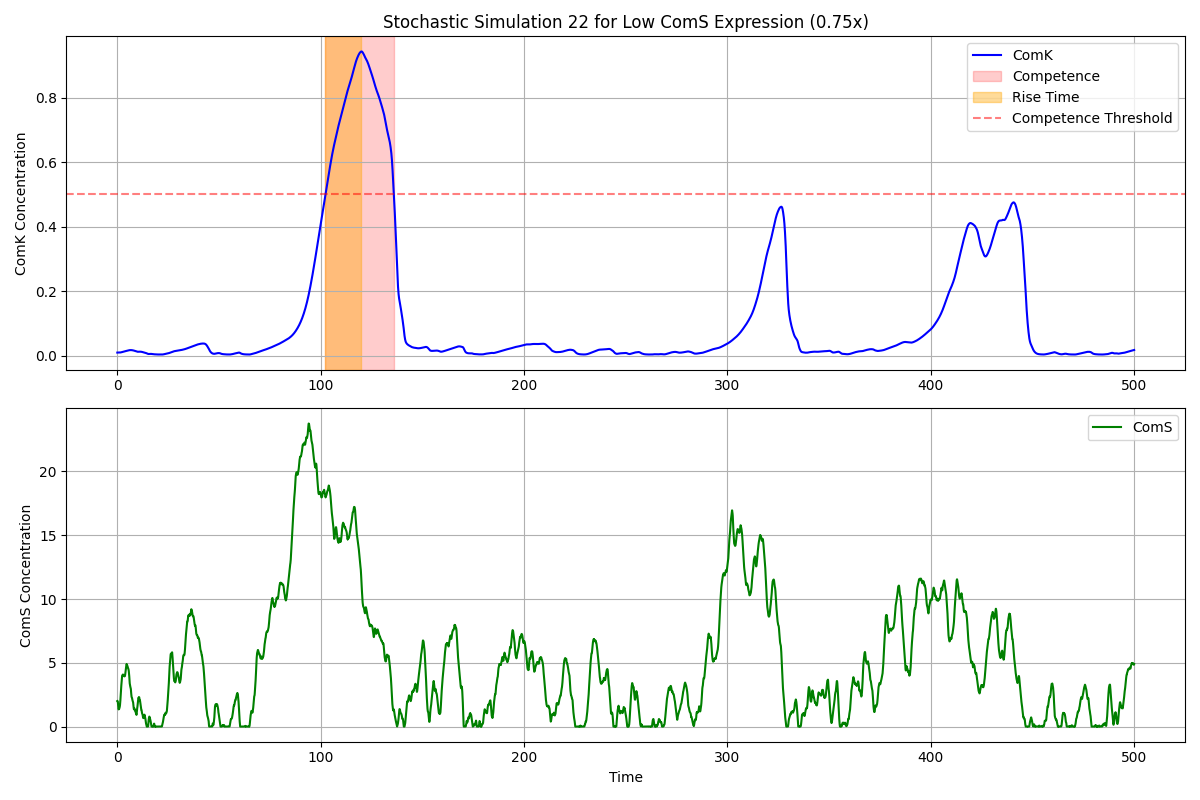 Stochastic Simulation 22 for Low ComS Expression (0.75x)
ComK Concentration
0.8
0.6
0.4
0.2
0.0
ComK
Competence
Rise Time
Competence Threshold
0 100 200 300 400 500
ComS Concentration
20
15
10
5
0
ComS
0 100 200 300 400 500
Time